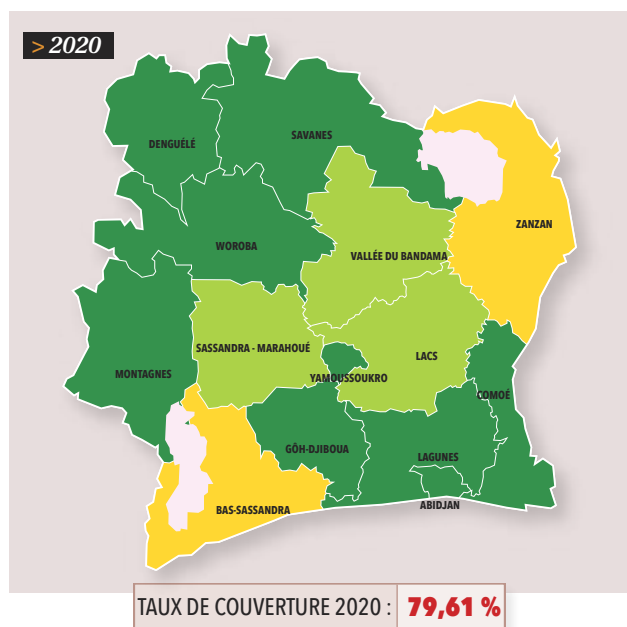 > 2020
DENGUÉLÉ
SAVANES
ZANZAN
WOROBA
VALLÉE DU BANDAMA
SASSANDRA - MARAHOUÉ
LACS
MONTAGNES
YAMOUSSOUKRO
COMOÉ
GÔH-DJIBOUA
LAGUNES
ABIDJAN
BAS-SASSANDRA
TAUX DE COUVERTURE 2020 : 79,61 %